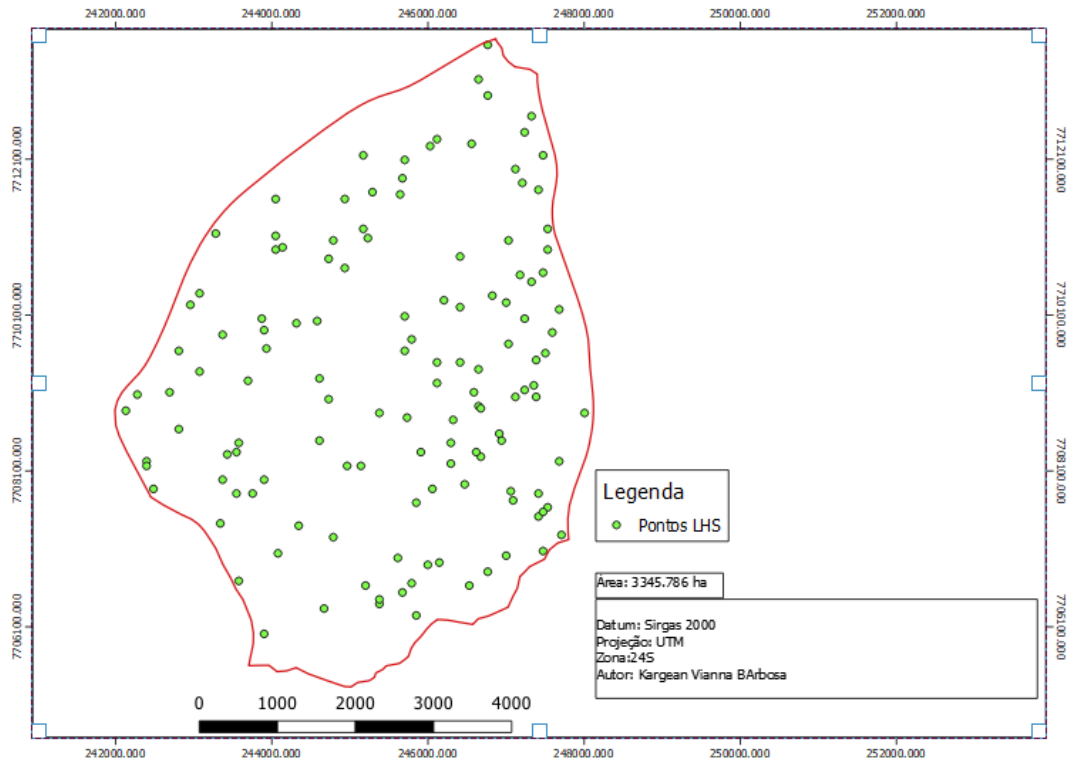 242000.000 244000.000 246000.000 248000.000 250000.000 252000.000
7712100.000 7712100.000
7710100.000 7710100.000
7708100.000 7708100.000
Legenda
Pontos LHS
Área: 3345.786 ha
7706100.000 7706100.000
Datum: Sirgas 2000
Projeção: UTM
Zona:24S
Autor: Kargean Vianna BArbosa
0 1000 2000 3000 4000
242000.000 244000.000 246000.000 248000.000 250000.000 252000.000